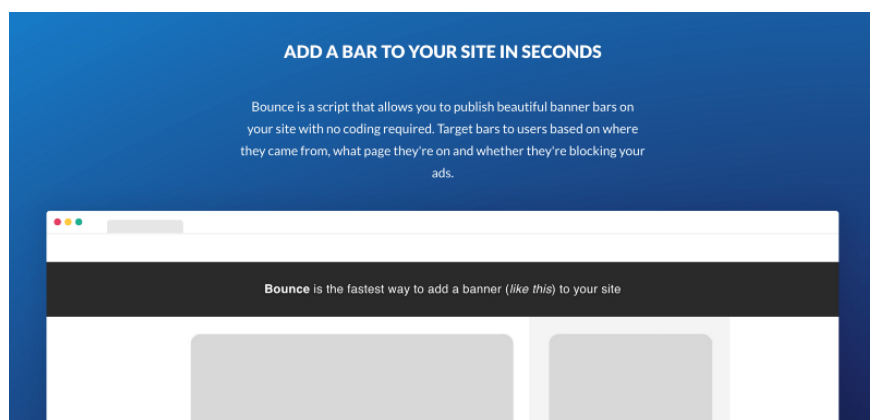 ADD A BAR TO YOUR SITE IN SECONDS
Bounce is a script that allows you to publish beautiful banner bars on
your site with no coding required. Target bars to users based on where
they came from, what page they're on and whether they're blocking your
ads.
Bounce is the fastest way to add a banner (like this) to your site